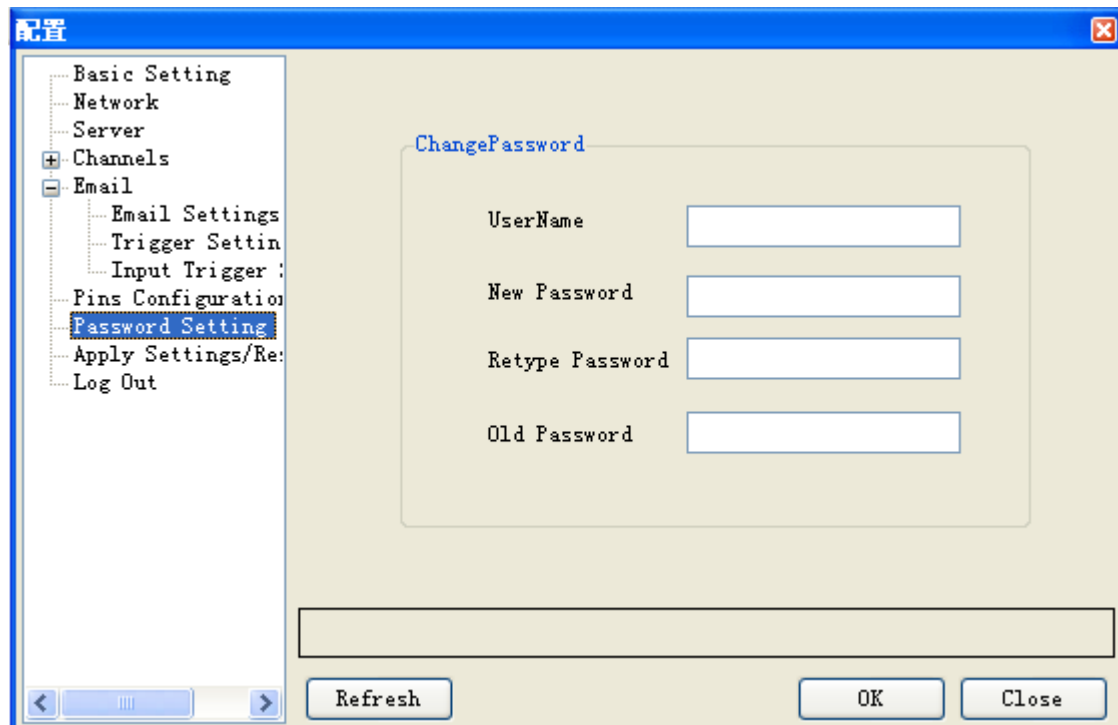 配置
Basic Setting
Network
Server
Channels
Email
Email Settings
Trigger Settin
Input Trigger
Pins Configuration
Password Setting
Apply Settings/Re
Log Out
ChangePassword
UserName
New Password
Retype Password
Old Password
Refresh
OK
Close